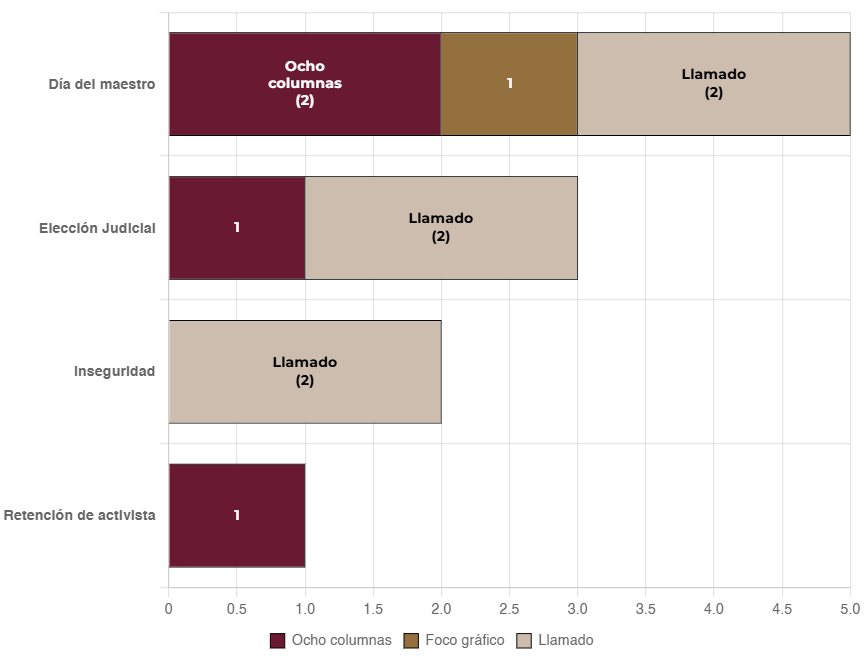 Día del maestro
Ocho
columnas
(2)
1
Llamado
(2)
Elección Judicial
1
Llamado
(2)
Inseguridad
Llamado
(2)
Retención de activista
1
0 0.5 1.0 1.5 2.0 2.5 3.0 3.5 4.0 4.5 5.0
Ocho columnas Foco gráfico Llamado